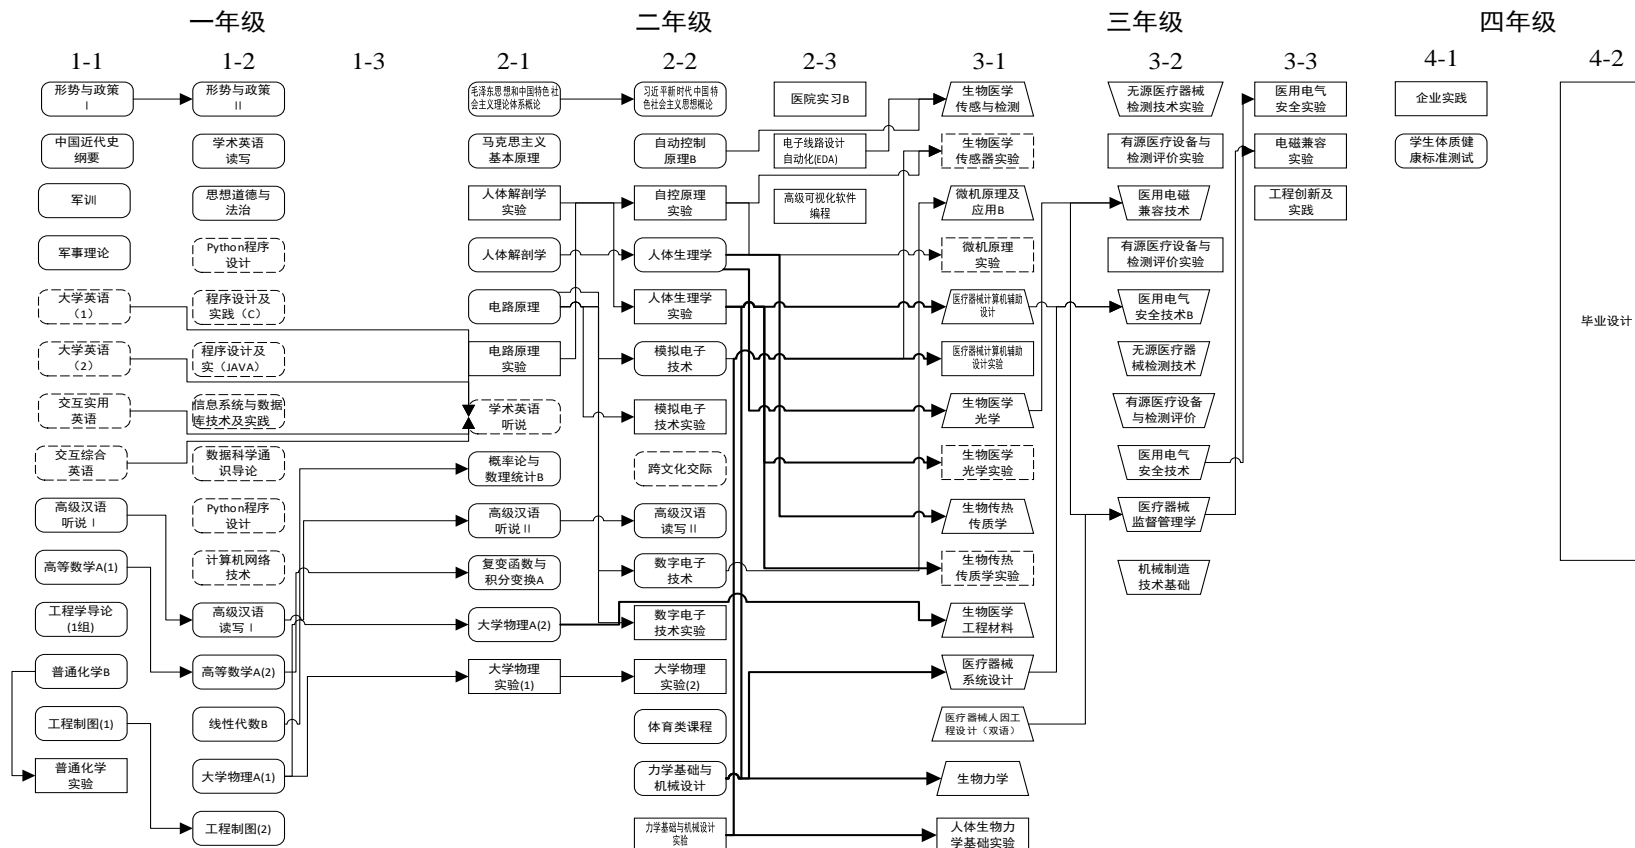 一年级
二年级
三年级
四年级
1-1
1-2
1-3
2-1
2-2
2-3
3-1
3-2
3-3
4-1
4-2
形势与政策
I
中国近代史
纲要
军训
军事理论
大学英语
（1）
大学英语
（2）
交互实用
英语
交互综合
英语
高级汉语
听说 I
高等数学A(1)
工程学导论
(1组)
普通化学B
工程制图(1)
普通化学
实验
形势与政策
II
学术英语
读写
思想道德与
法治
Python程序
设计
程序设计及
实践（C）
程序设计及
实（JAVA）
信息系统与数据
库技术及实践
数据科学通
识导论
Python程序
设计
计算机网络
技术
高级汉语
读写 I
高等数学A(2)
线性代数B
大学物理A(1)
工程制图(2)
毛泽东思想和中国特色社
会主义理论体系概论
马克思主义
基本原理
人体解剖学
实验
人体解剖学
电路原理
电路原理
实验
学术英语
听说
概率论与
数理统计B
高级汉语
听说 II
复变函数与
积分变换A
大学物理A(2)
大学物理
实验(1)
习近平新时代中国特
色社会主义思想概论
自动控制
原理B
自控原理
实验
人体生理学
人体生理学
实验
模拟电子
技术
模拟电子
技术实验
跨文化交际
高级汉语
读写 II
数字电子
技术
数字电子
技术实验
大学物理
实验(2)
体育类课程
力学基础与
机械设计
力学基础与机械设计
实验
医院实习B
电子线路设计
自动化(EDA)
高级可视化软件
编程
生物医学
传感与检测
生物医学
传感器实验
微机原理及
应用B
微机原理
实验
医疗器械计算机辅助
设计
医疗器械计算机辅助
设计实验
生物医学
光学
生物医学
光学实验
生物传热
传质学
生物传热
传质学实验
生物医学
工程材料
医疗器械
系统设计
医疗器械人因工
程设计（双语）
生物力学
人体生物力
学基础实验
无源医疗器械
检测技术实验
有源医疗设备与
检测评价实验
医用电磁
兼容技术
有源医疗设备与
检测评价实验
医用电气
安全技术B
无源医疗器
械检测技术
有源医疗设备
与检测评价
医用电气
安全技术
医疗器械
监督管理学
机械制造
技术基础
医用电气
安全实验
电磁兼容
实验
工程创新及
实践
企业实践
学生体质健
康标准测试
毕业设计